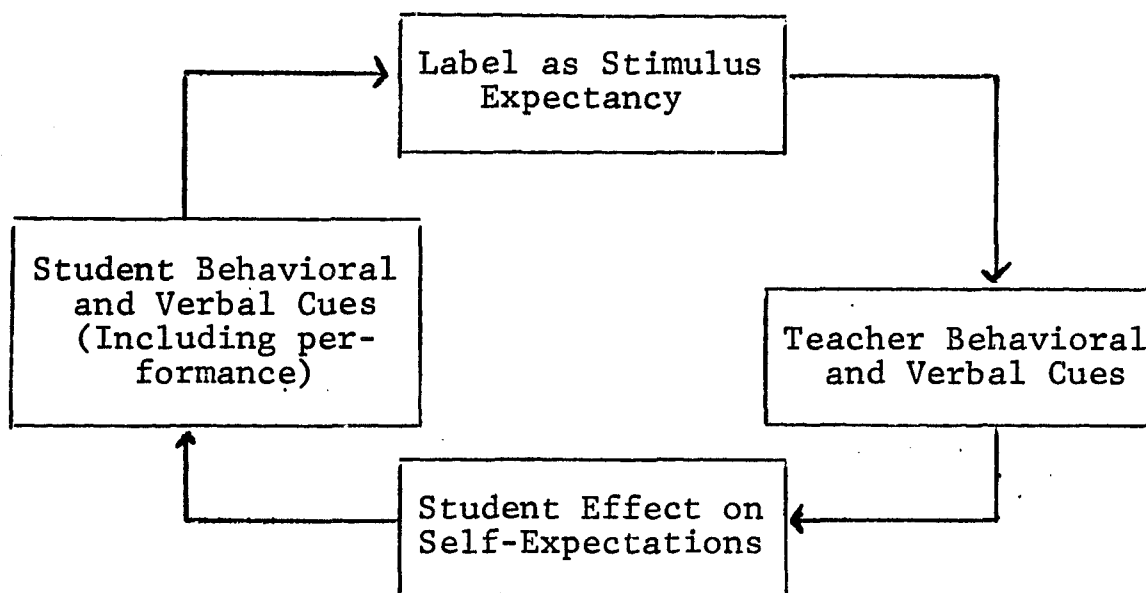 Label as Stimulus
Expectancy
Student Behavioral
and Verbal Cues
(Including per-
formance)
Teacher Behavioral
and Verbal Cues
Student Effect on
Self-Expectations